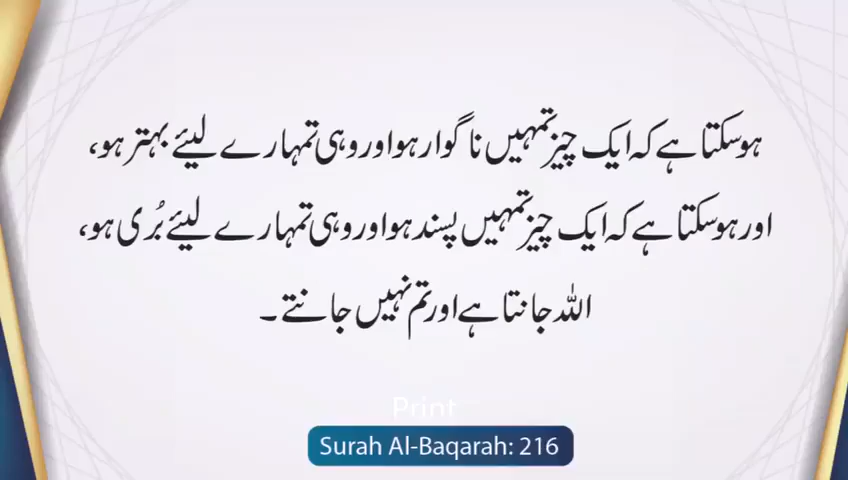 ہوسکتا ہے کہ ایک چیز تمہیں ناگوار ہو اور وہی تمہارے لیئے بہتر ہو،
اور ہوسکتا ہے کہ ایک چیز تمہیں پسند ہو اور وہی تمہارے لیئے بُری ہو،
اللہ جانتا ہے اور تم نہیں جانتے۔
Print
Surah Al-Baqarah: 216